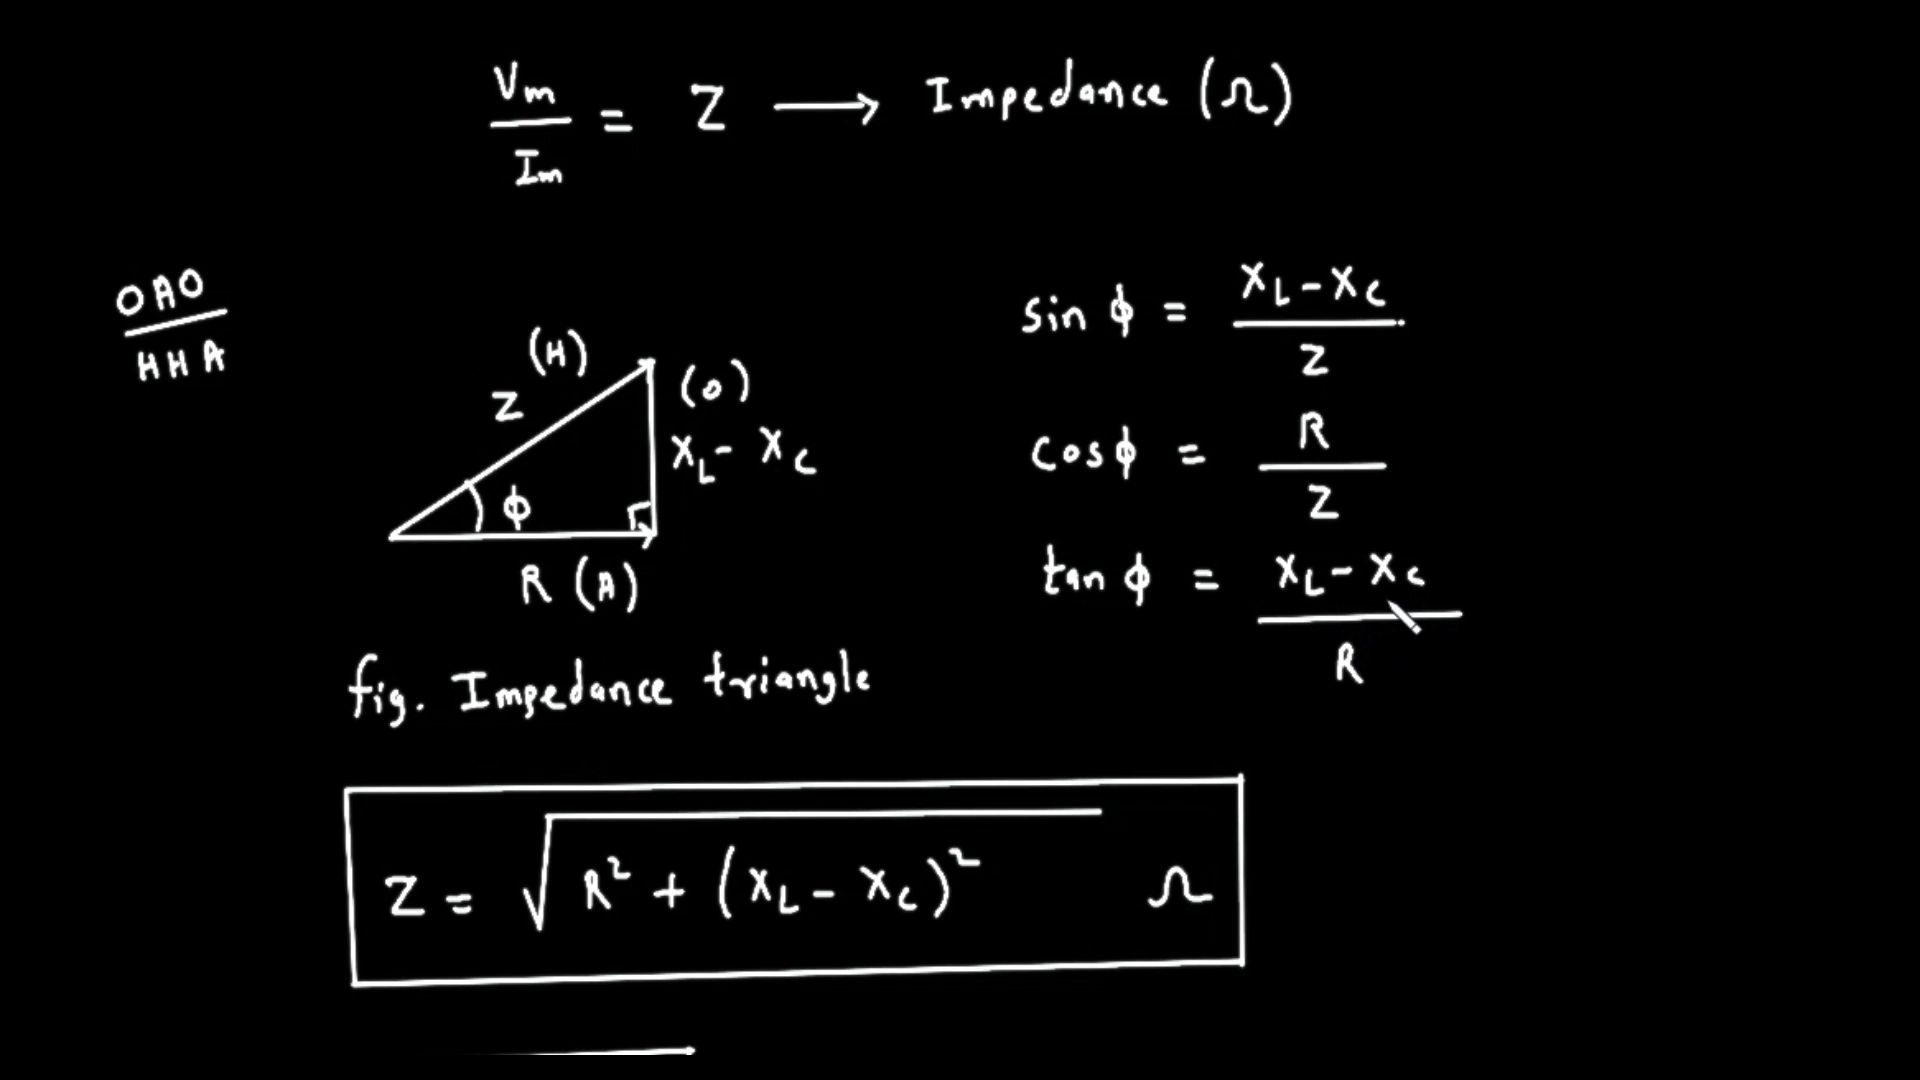 Vm
Im
= Z → Impedance (Ω)
OAO
HHA
(H)
Z
(O)
XL - XC
ϕ
R (A)
fig. Impedance triangle
sin ϕ = XL - XC
Z
cos ϕ = R
Z
tan ϕ = XL - XC
R
Z = √R² + (XL - XC)² Ω